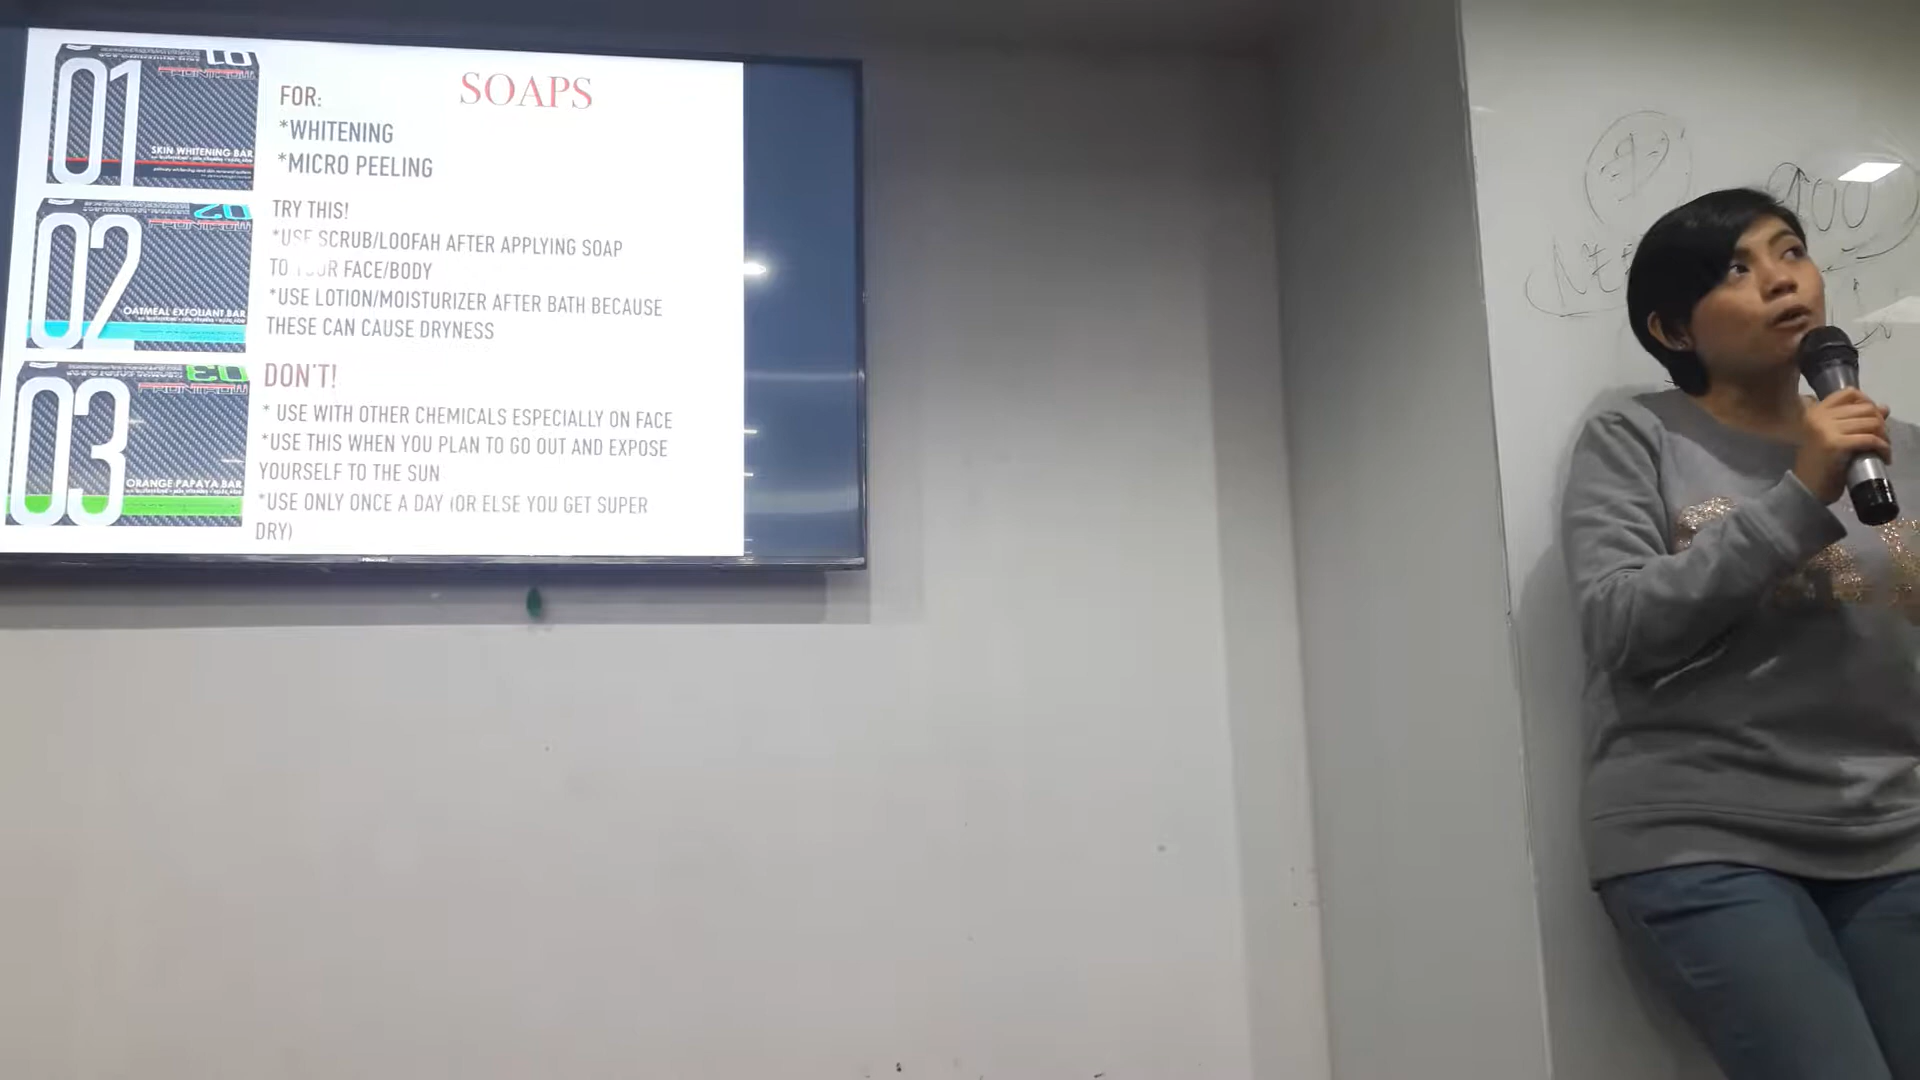 SOAPS
FOR:
*WHITENING
*MICRO PEELING
TRY THIS!
*USE SCRUB/LOOFAH AFTER APPLYING SOAP
TO YOUR FACE/BODY
*USE LOTION/MOISTURIZER AFTER BATH BECAUSE
THESE CAN CAUSE DRYNESS
DON'T!
* USE WITH OTHER CHEMICALS ESPECIALLY ON FACE
*USE THIS WHEN YOU PLAN TO GO OUT AND EXPOSE
YOURSELF TO THE SUN
*USE ONLY ONCE A DAY (OR ELSE YOU GET SUPER
DRY)
01
SKIN WHITENING BAR
02
OATMEAL EXFOLIANT BAR
03
ORANGE PAPAYA BAR